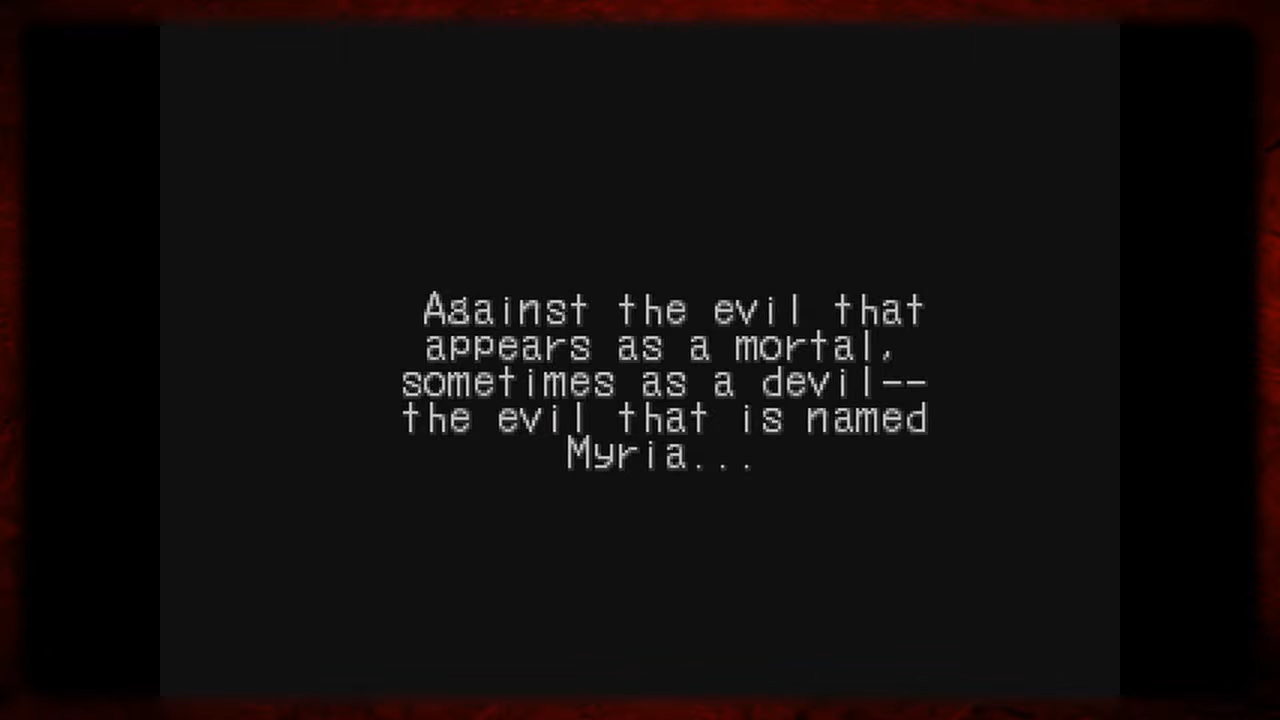 Against the evil that
appears as a mortal,
sometimes as a devil--
the evil that is named
Myria...